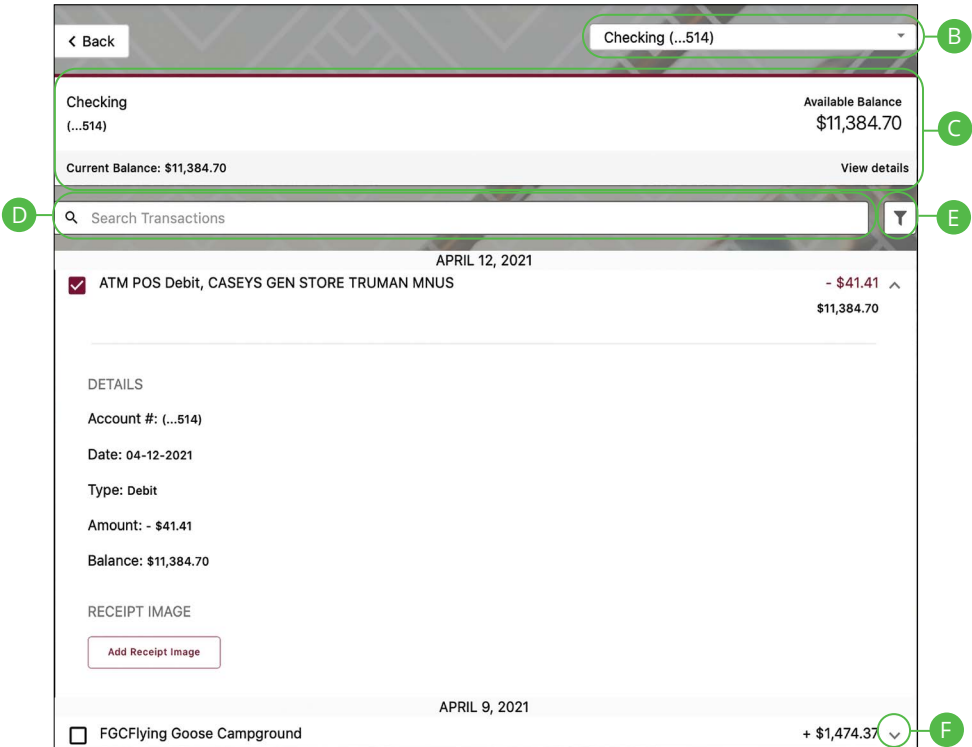 Back
Checking (...514)
B
Checking
(...514)
Available Balance
$11,384.70
C
Current Balance: $11,384.70
View details
D
Search Transactions
E
APRIL 12, 2021
ATM POS Debit, CASEYS GEN STORE TRUMAN MNUS
- $41.41
$11,384.70
DETAILS
Account #: (...514)
Date: 04-12-2021
Type: Debit
Amount: - $41.41
Balance: $11,384.70
RECEIPT IMAGE
Add Receipt Image
APRIL 9, 2021
FGCFlying Goose Campground
+ $1,474.37
F